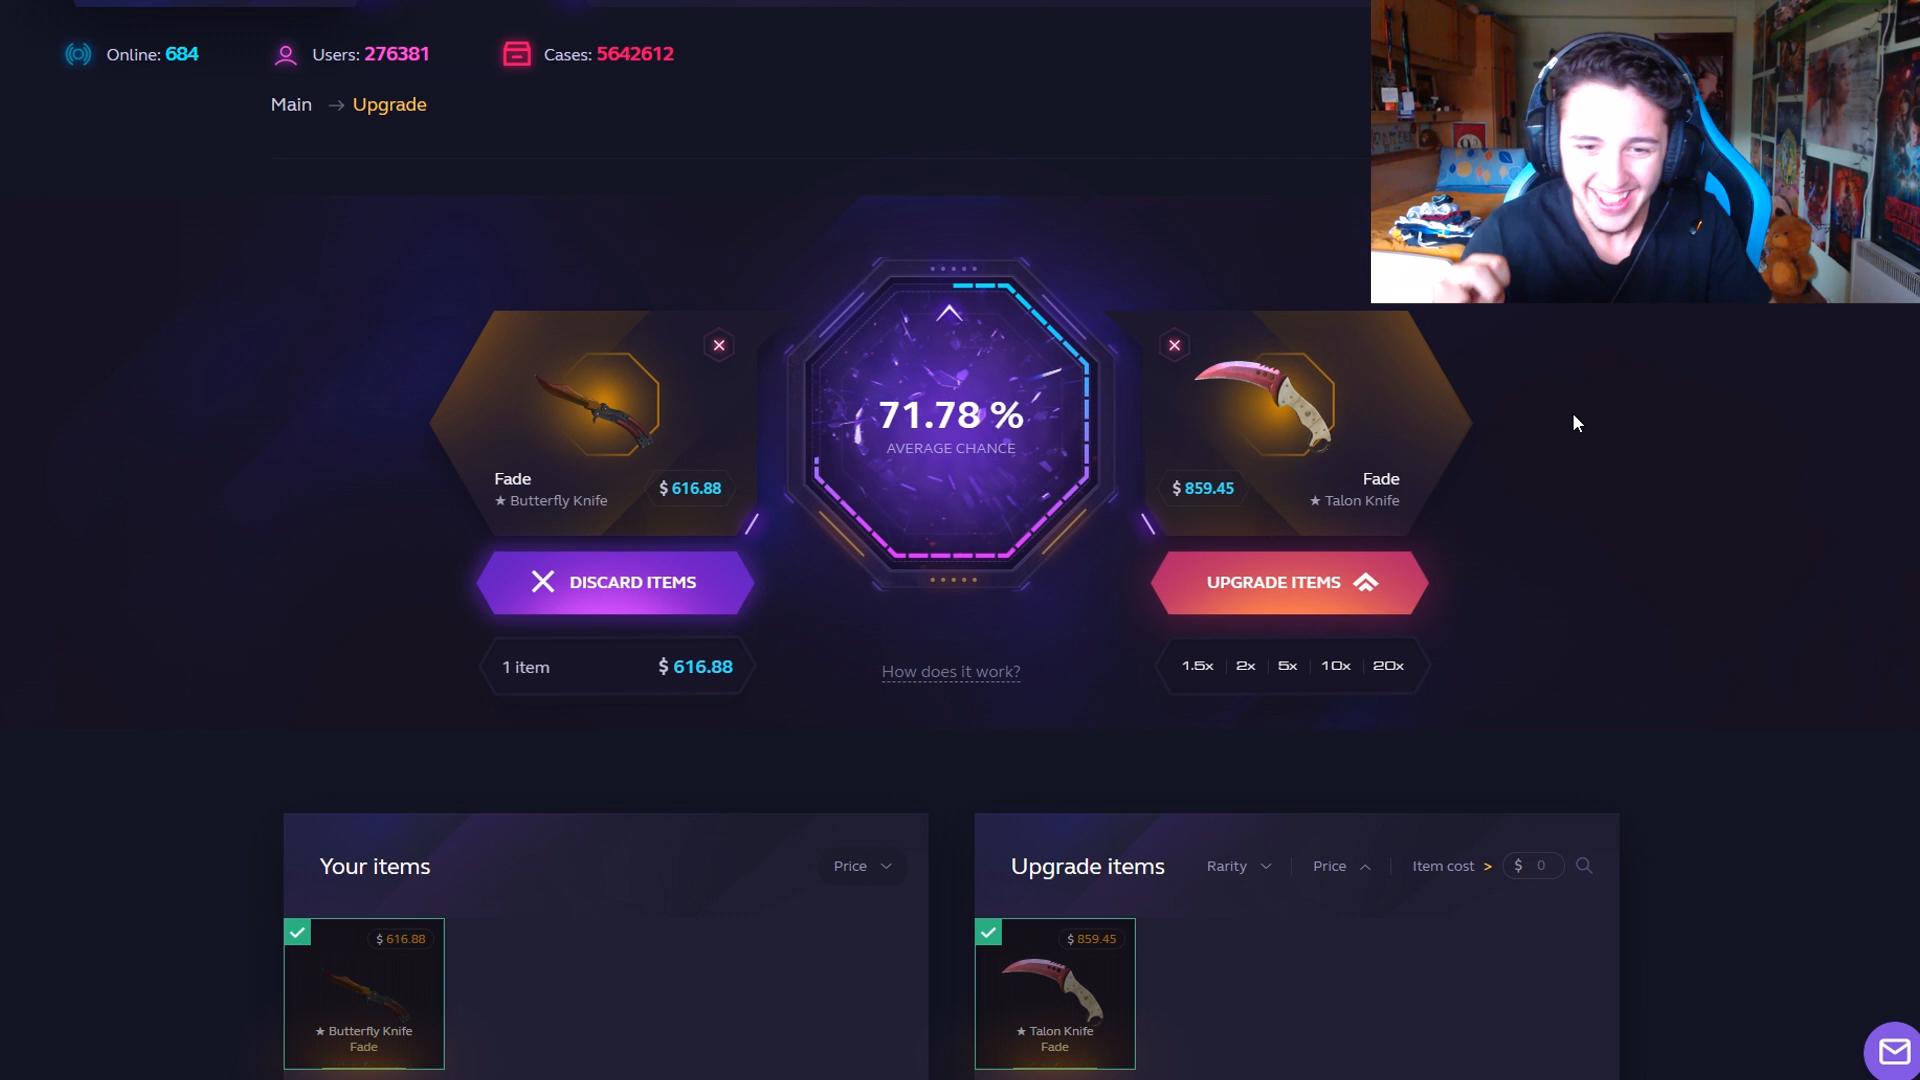 Online: 684
Users: 276381
Cases: 5642612
Main → Upgrade
71.78 %
AVERAGE CHANCE
Fade
★ Butterfly Knife
$ 616.88
$ 859.45
Fade
★ Talon Knife
DISCARD ITEMS
UPGRADE ITEMS
1 item
$ 616.88
How does it work?
1.5x 2x 5x 10x 20x
Your items
Price
Upgrade items
Rarity
Price
Item cost > $ 0
$ 616.88
★ Butterfly Knife
Fade
$ 859.45
★ Talon Knife
Fade